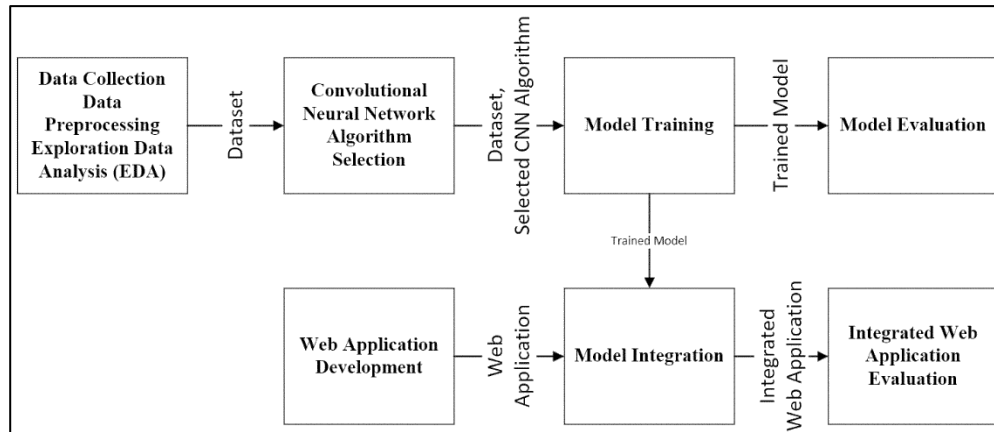 Data Collection
Data
Preprocessing
Exploration Data
Analysis (EDA)
Dataset
Convolutional
Neural Network
Algorithm
Selection
Dataset,
Selected CNN Algorithm
Model Training
Trained Model
Model Evaluation
Trained Model
Web Application
Development
Web
Application
Model Integration
Integrated
Web Application
Integrated Web
Application
Evaluation